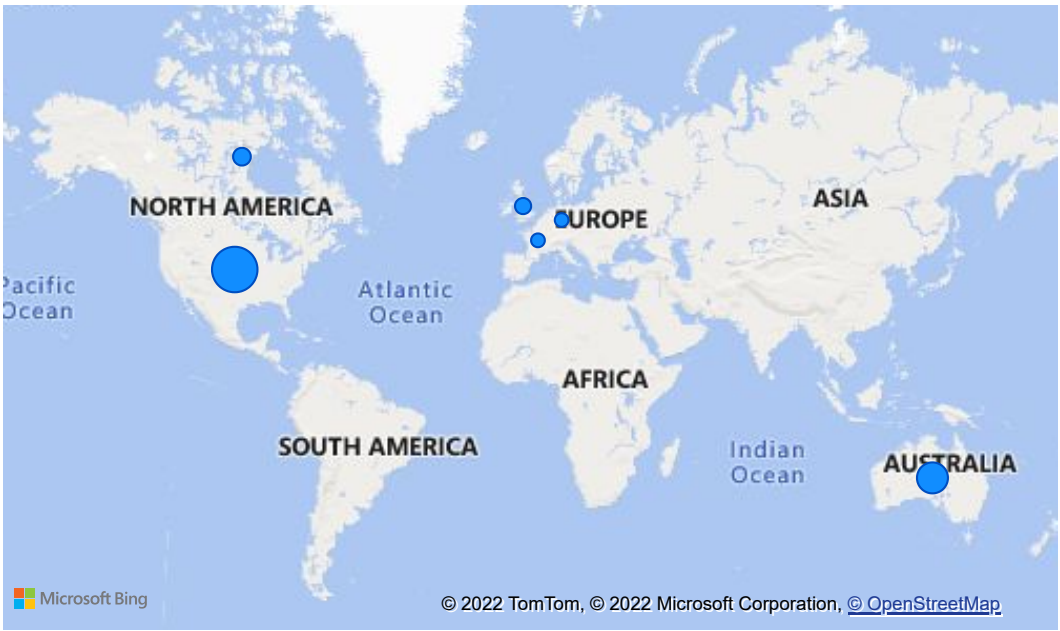 NORTH AMERICA
ASIA
EUROPE
Pacific
Ocean
Atlantic
Ocean
AFRICA
SOUTH AMERICA
Indian
Ocean
AUSTRALIA
Microsoft Bing
© 2022 TomTom, © 2022 Microsoft Corporation, © OpenStreetMap